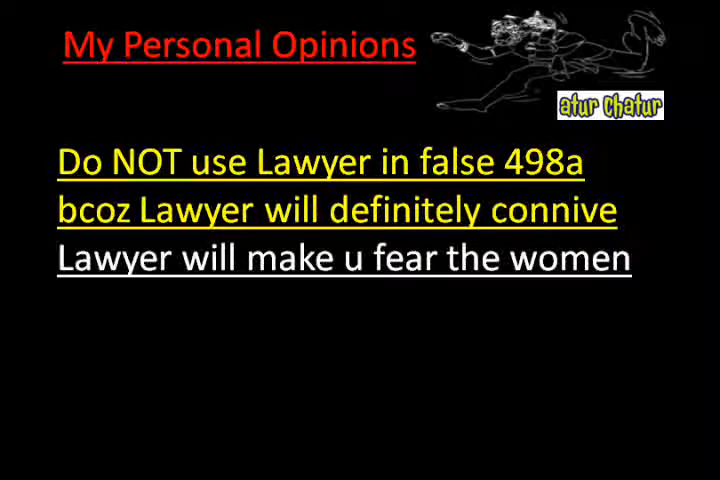 My Personal Opinions
atur chatur
Do NOT use Lawyer in false 498a
bcoz Lawyer will definitely connive
Lawyer will make u fear the women